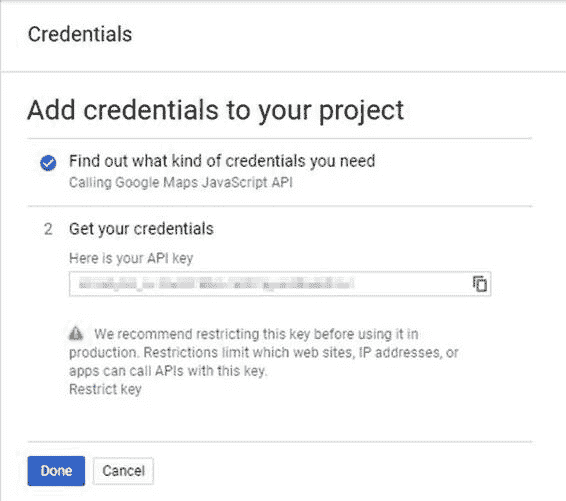 Credentials
Add credentials to your project
Find out what kind of credentials you need
Calling Google Maps JavaScript API
2 Get your credentials
Here is your API key
We recommend restricting this key before using it in
production. Restrictions limit which web sites, IP addresses, or
apps can call APIs with this key.
Restrict key
Done Cancel